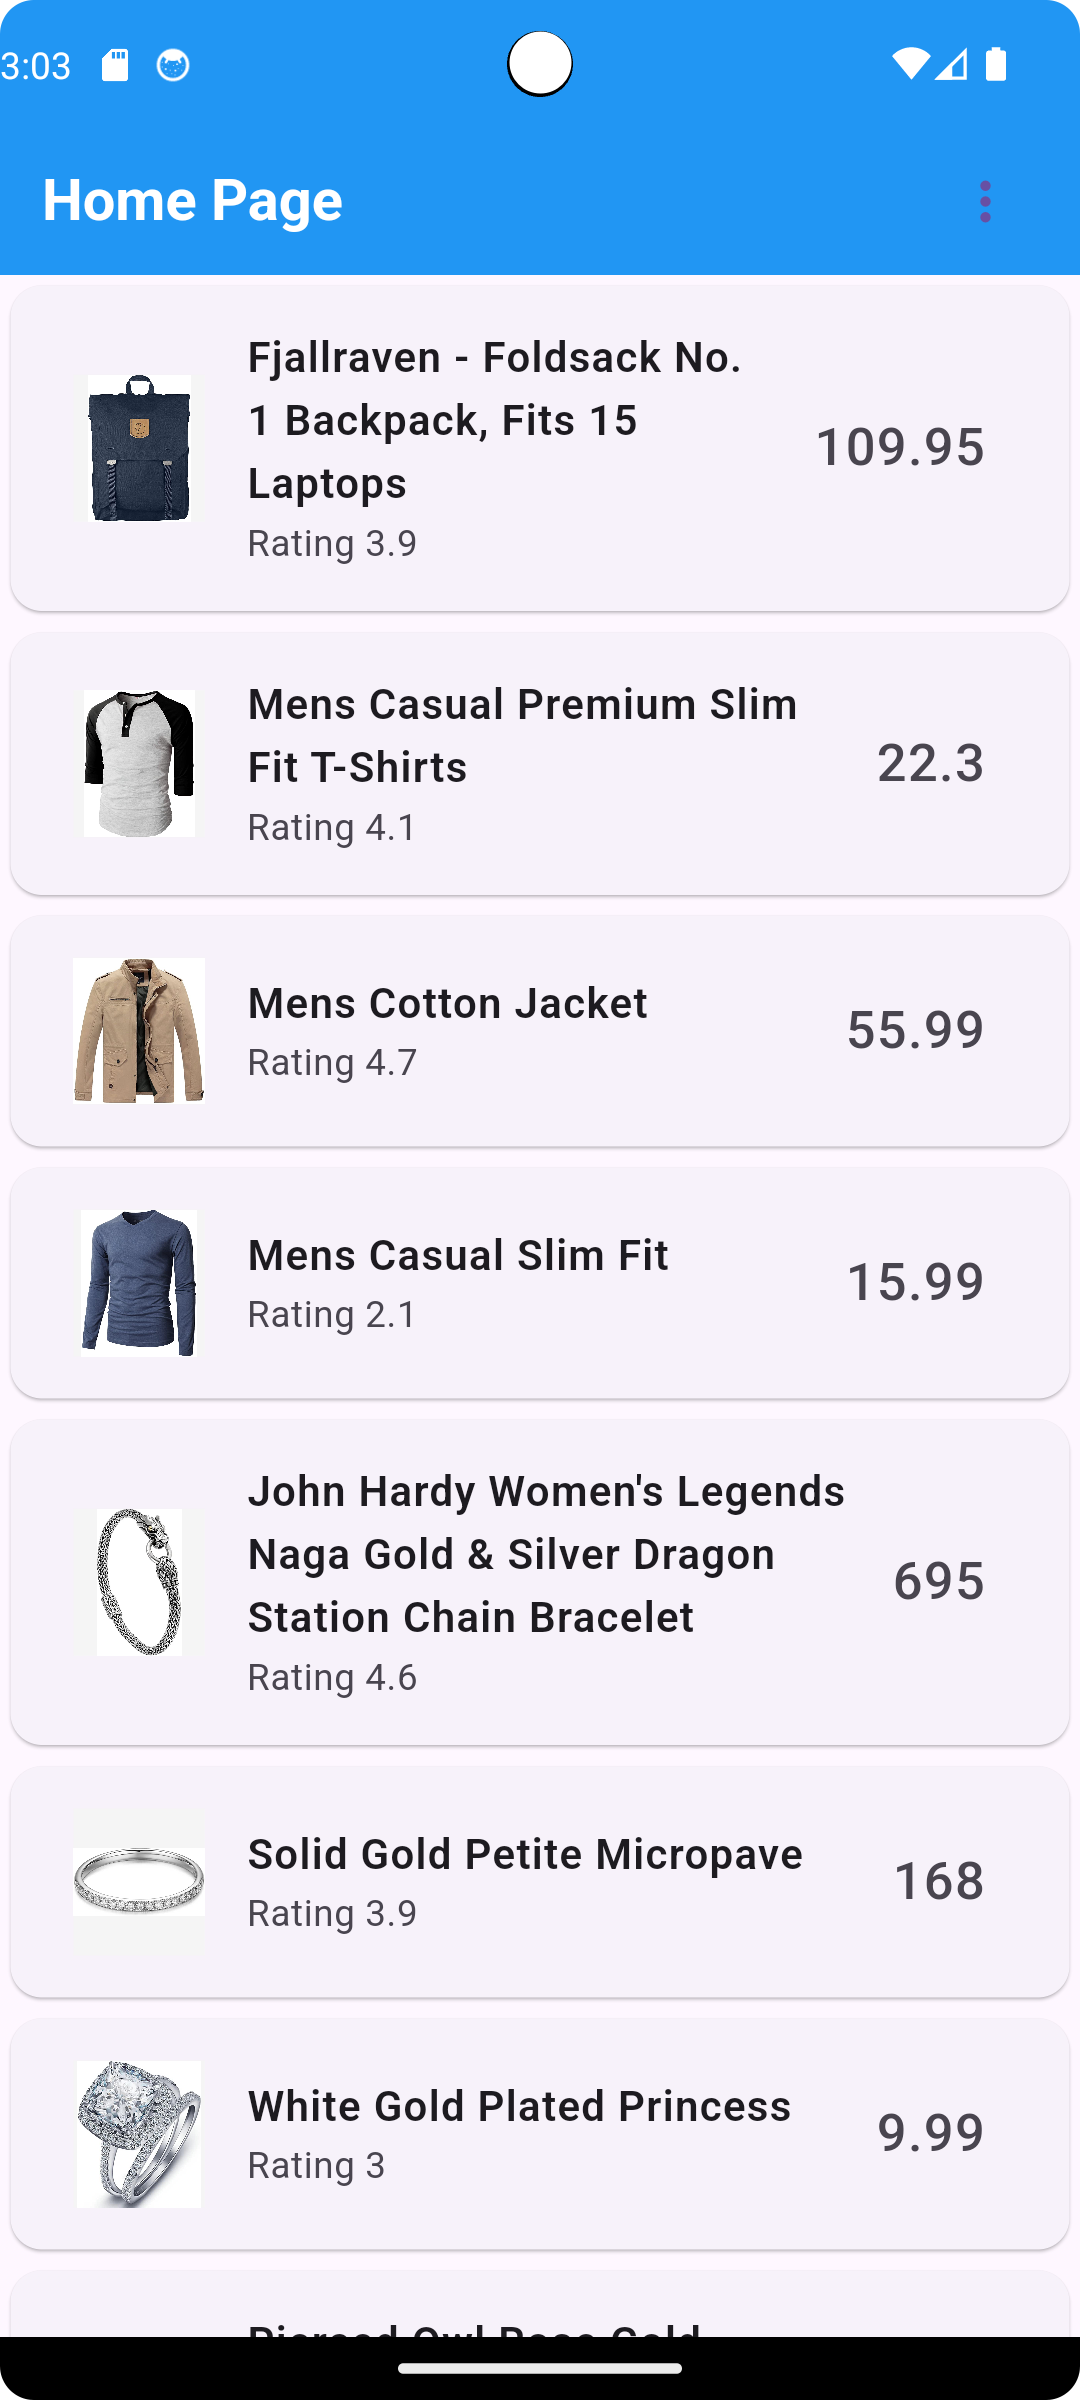 3:03
Home Page
Fjallraven - Foldsack No.
1 Backpack, Fits 15
Laptops
Rating 3.9
109.95
Mens Casual Premium Slim
Fit T-Shirts
Rating 4.1
22.3
Mens Cotton Jacket
Rating 4.7
55.99
Mens Casual Slim Fit
Rating 2.1
15.99
John Hardy Women's Legends
Naga Gold & Silver Dragon
Station Chain Bracelet
Rating 4.6
695
Solid Gold Petite Micropave
Rating 3.9
168
White Gold Plated Princess
Rating 3
9.99
Pierced Owl Rose Gold